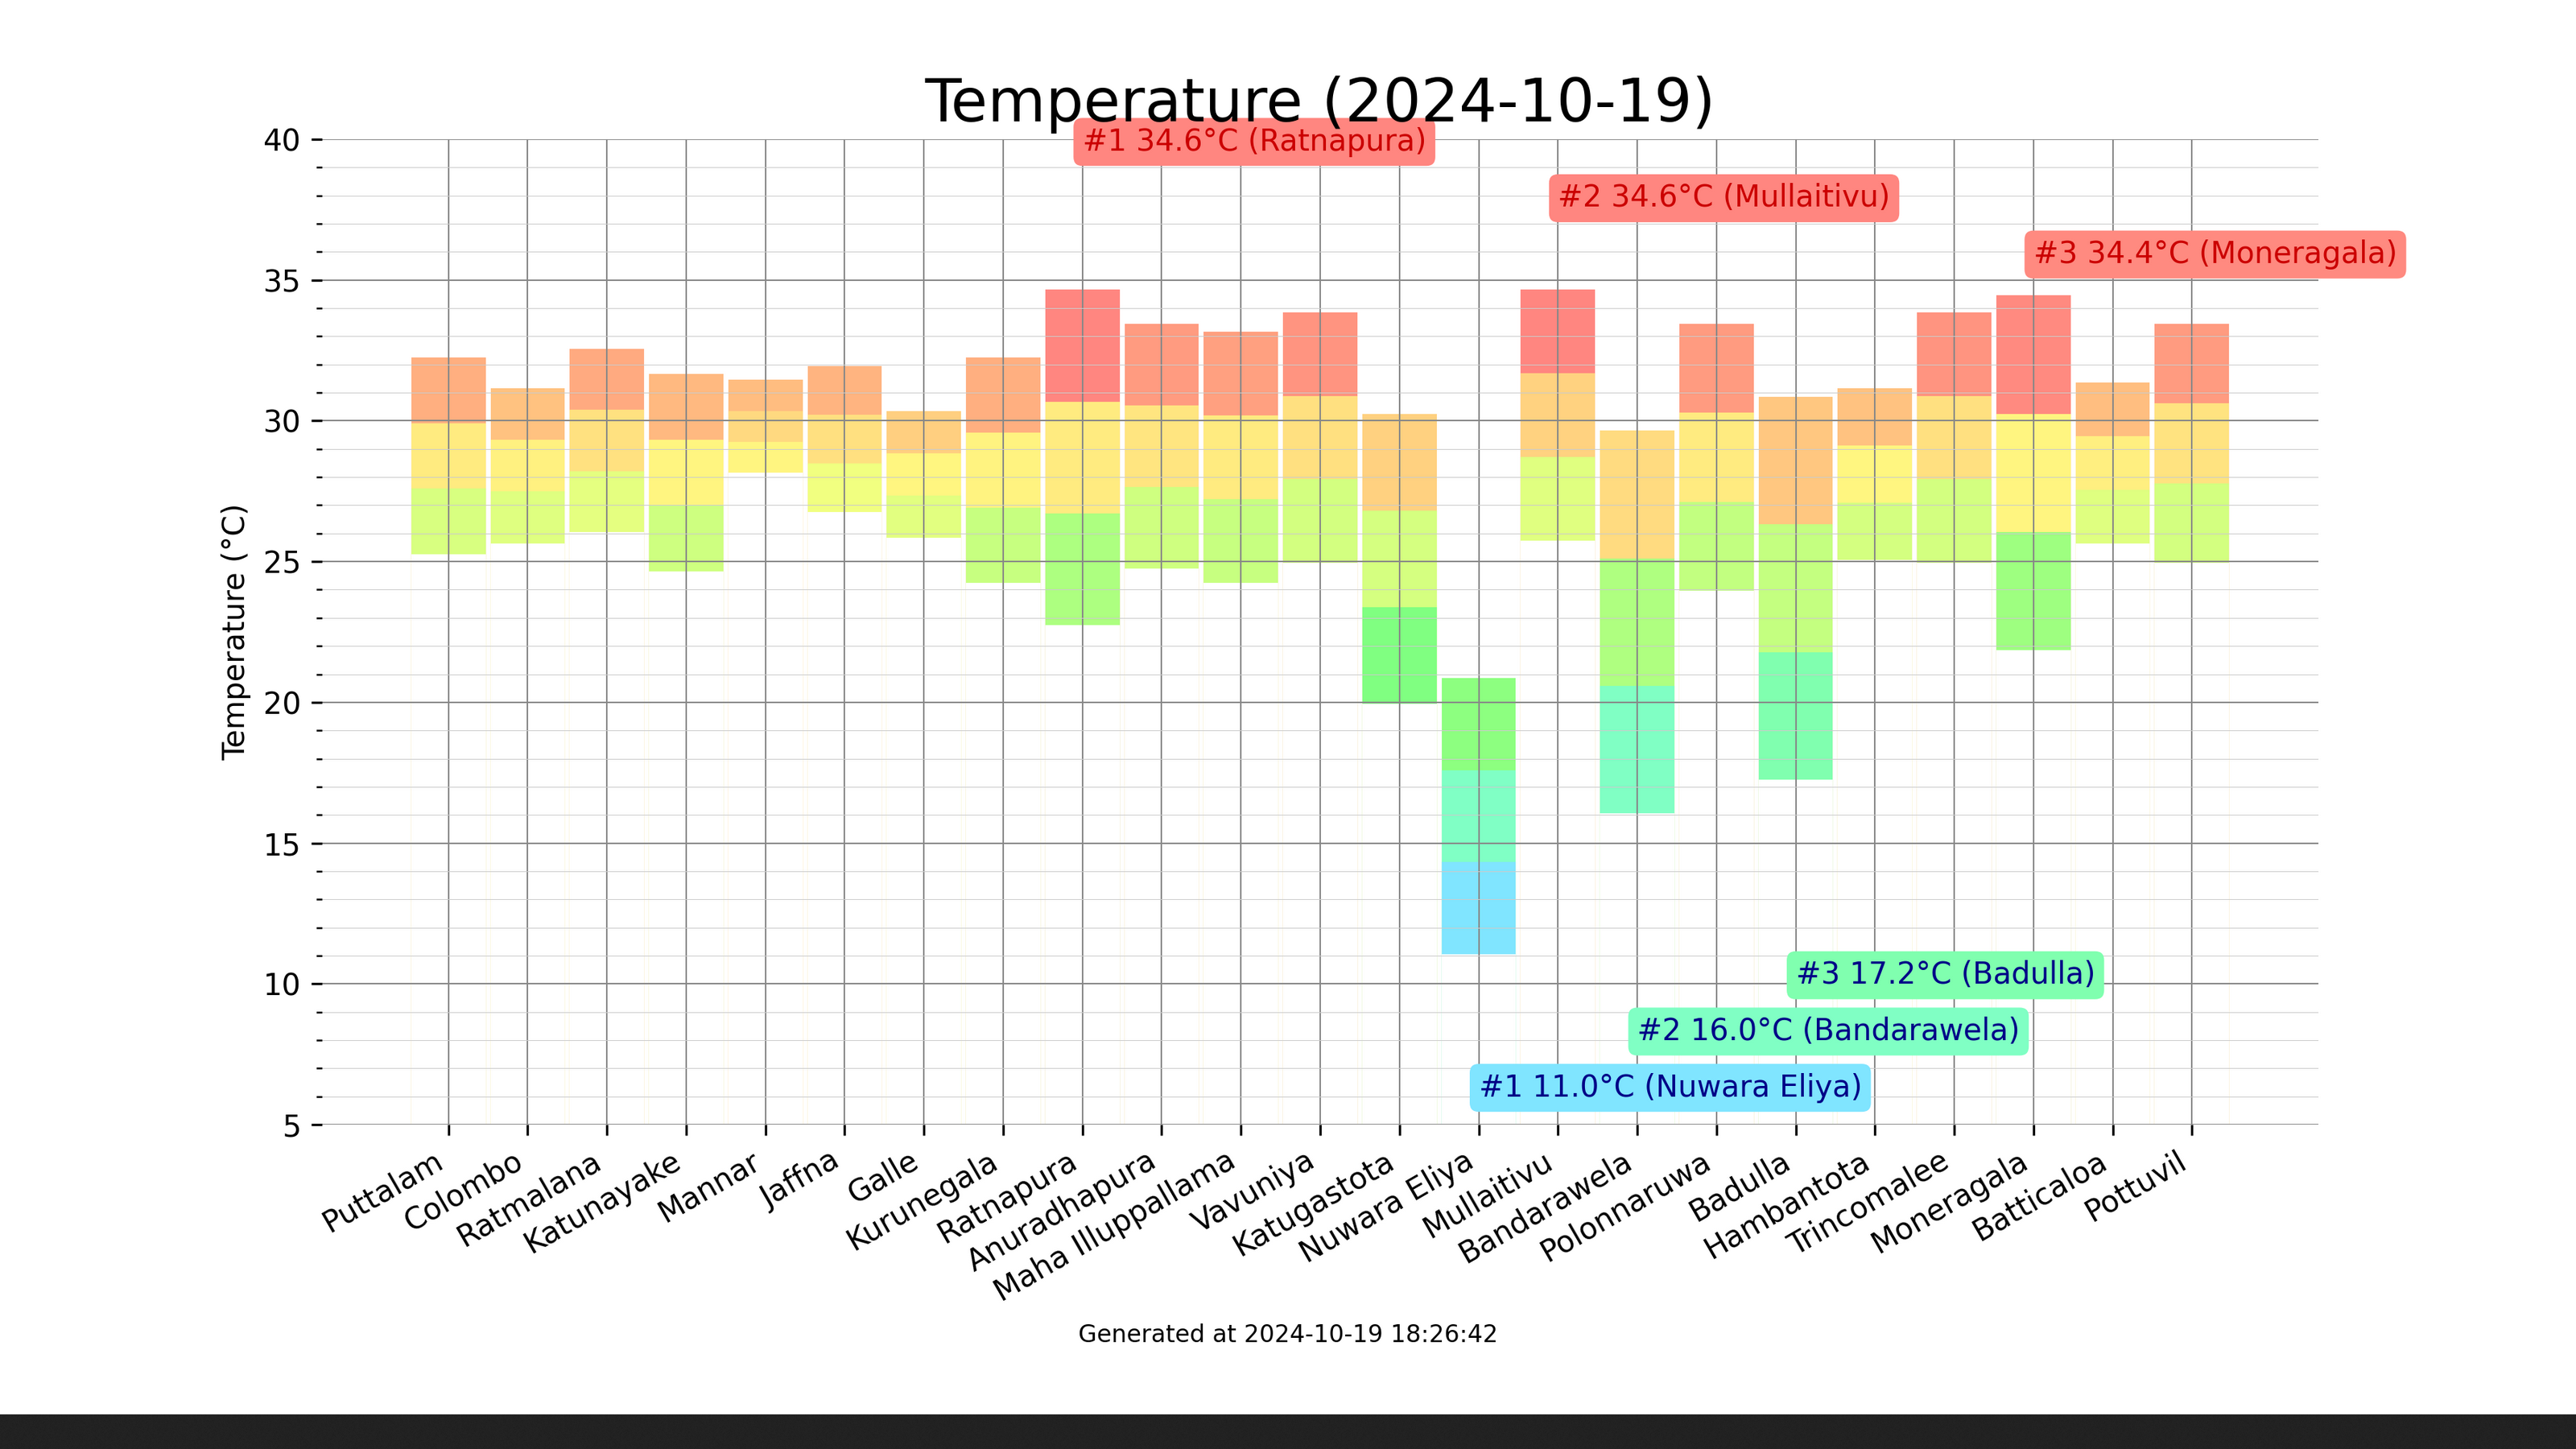 Temperature (2024-10-19)
#1 34.6°C (Ratnapura)
#2 34.6°C (Mullaitivu)
#3 34.4°C (Moneragala)
40
35
30
25
20
15
10
5
Temperature (°C)
#3 17.2°C (Badulla)
#2 16.0°C (Bandarawela)
#1 11.0°C (Nuwara Eliya)
Puttalam
Colombo
Ratmalana
Katunayake
Mannar
Jaffna
Galle
Kurunegala
Ratnapura
Anuradhapura
Maha Illuppallama
Vavuniya
Katugastota
Nuwara Eliya
Mullaitivu
Bandarawela
Polonnaruwa
Badulla
Hambantota
Trincomalee
Moneragala
Batticaloa
Pottuvil
Generated at 2024-10-19 18:26:42